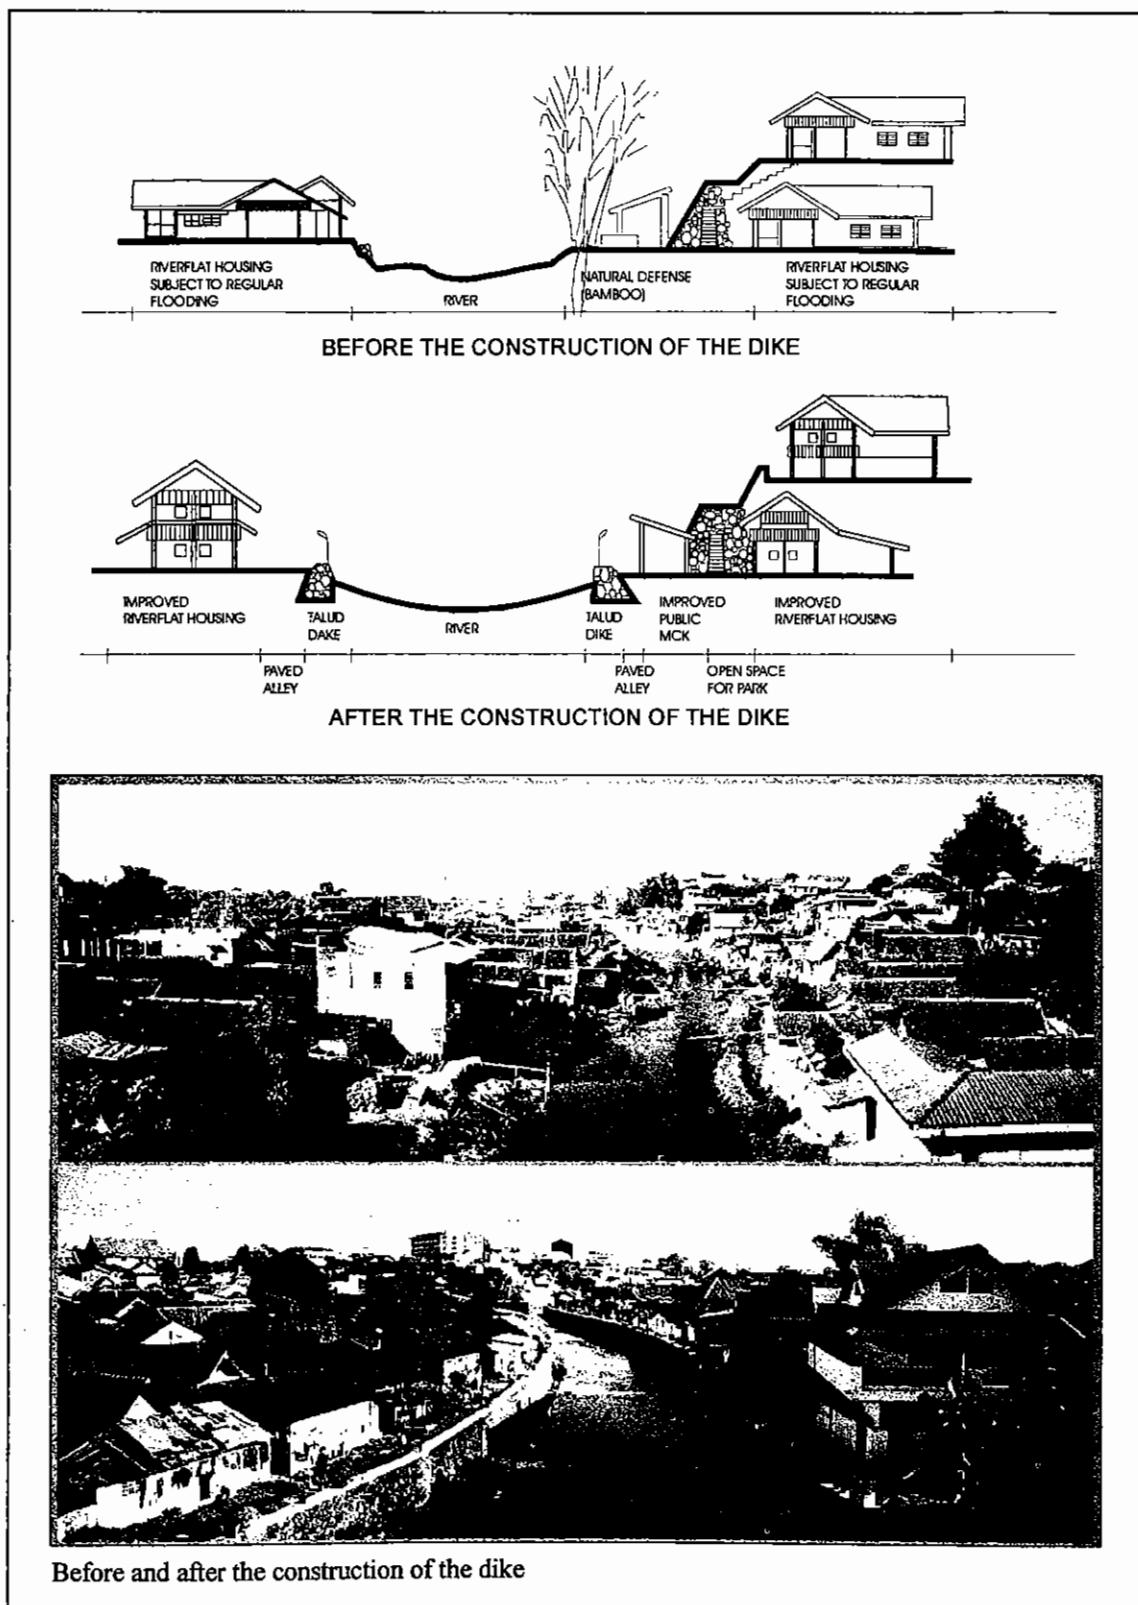 RIVERFLAT HOUSING
SUBJECT TO REGULAR
FLOODING
RIVER
NATURAL DEFENSE
(BAMBOO)
RIVERFLAT HOUSING
SUBJECT TO REGULAR
FLOODING
BEFORE THE CONSTRUCTION OF THE DIKE
IMPROVED
RIVERFLAT HOUSING
TALUD
DAKE
RIVER
TALUD
DIKE
IMPROVED
PUBLIC
MCK
IMPROVED
RIVERFLAT HOUSING
PAVED
ALLEY
PAVED
ALLEY
OPEN SPACE
FOR PARK
AFTER THE CONSTRUCTION OF THE DIKE
Before and after the construction of the dike